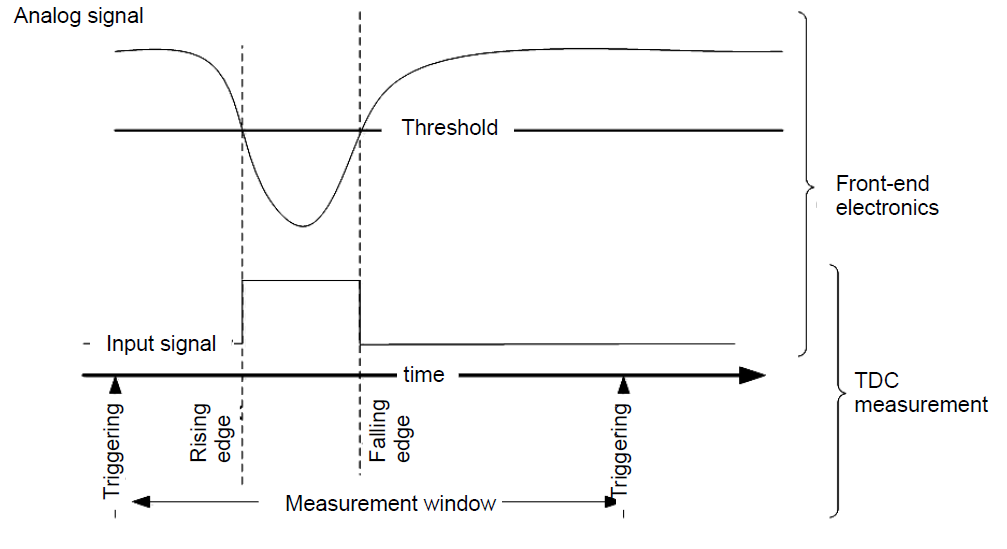 Analog signal
Threshold
Front-end
electronics
Input signal
time
TDC
measurement
Triggering
Rising
edge
Falling
edge
Triggering
Measurement window